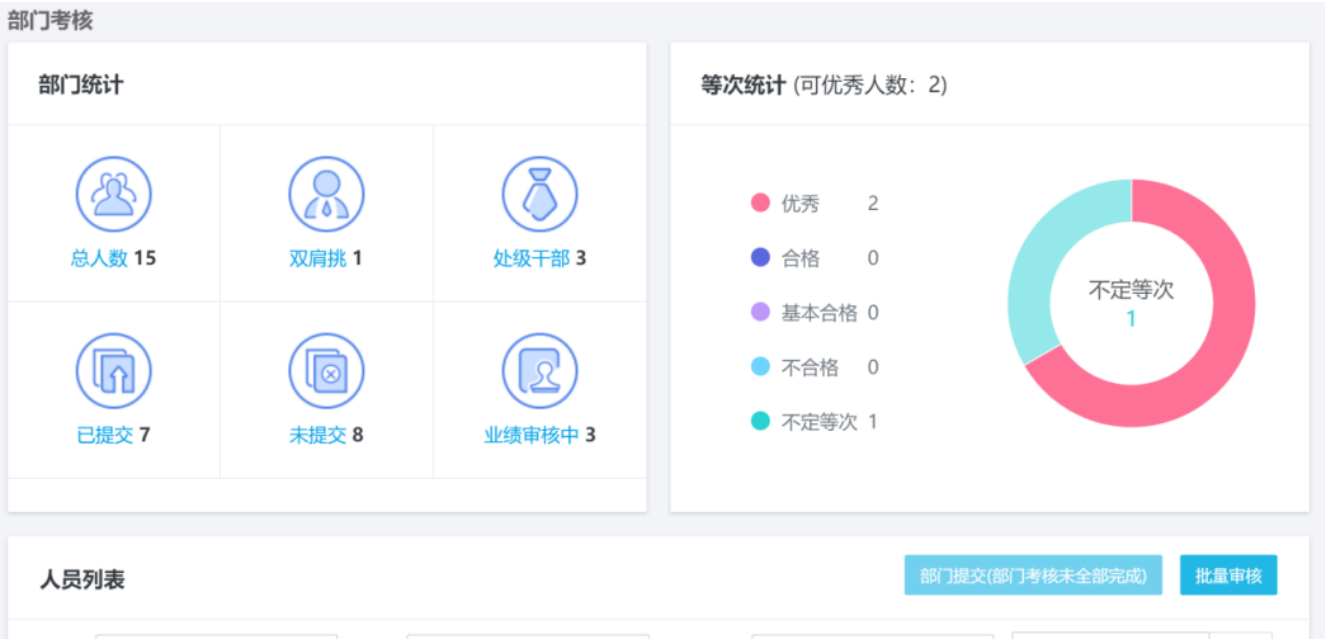 部门考核
部门统计
总人数 15
双肩挑 1
处级干部 3
已提交 7
未提交 8
业绩审核中 3
等次统计 (可优秀人数：2)
优秀 2
合格 0
基本合格 0
不合格 0
不定等次 1
不定等次
1
人员列表
部门提交(部门考核未全部完成)
批量审核